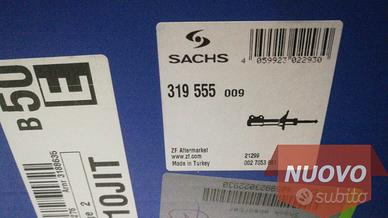 SACHS
4 059923 022930
319 555 009
ZF Aftermarket
www.zf.com
Made in Turkey
21299
B 50
E
10JIT
NUOVO
subito